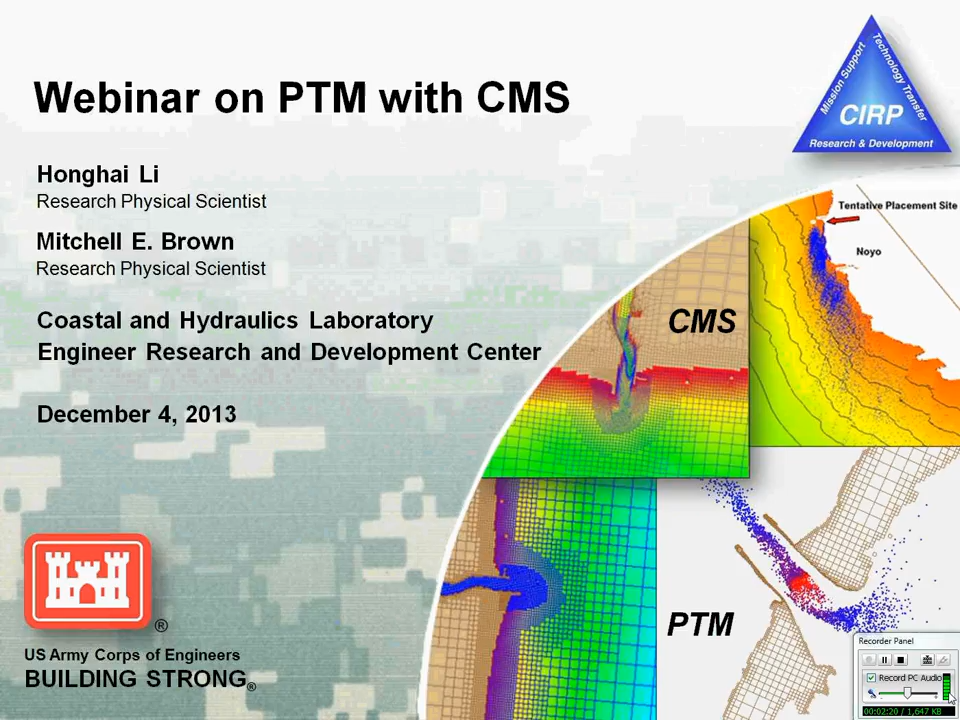 Webinar on PTM with CMS
Honghai Li
Research Physical Scientist
Mitchell E. Brown
Research Physical Scientist
Coastal and Hydraulics Laboratory
Engineer Research and Development Center
December 4, 2013
Mission Support
Technology Transfer
CIRP
Research & Development
Tentative Placement Site
Noyo
CMS
PTM
®
US Army Corps of Engineers
BUILDING STRONG®
Recorder Panel
Record PC Audio
00:02:20 / 1,647 KB